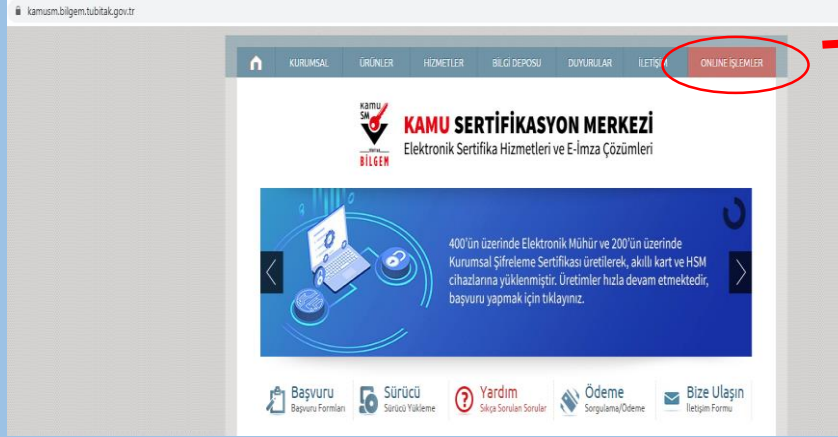 kamusm.bilgem.tubitak.gov.tr
KURUMSAL ÜRÜNLER HİZMETLER BİLGİ DEPOSU DUYURULAR İLETİŞİM ONLINE İŞLEMLER
Kamu
SM
BİLGEM
KAMU SERTİFİKASYON MERKEZİ
Elektronik Sertifika Hizmetleri ve E-İmza Çözümleri
400'ün üzerinde Elektronik Mühür ve 200'ün üzerinde
Kurumsal Şifreleme Sertifikası üretilerek, akıllı kart ve HSM
cihazlarına yüklenmiştir. Üretimler hızla devam etmektedir,
başvuru yapmak için tıklayınız.
Başvuru Sürücü Yardım Ödeme Bize Ulaşın
Başvuru Formları Sürücü Yükleme Sıkça Sorulan Sorular Sorgulama/Ödeme İletişim Formu